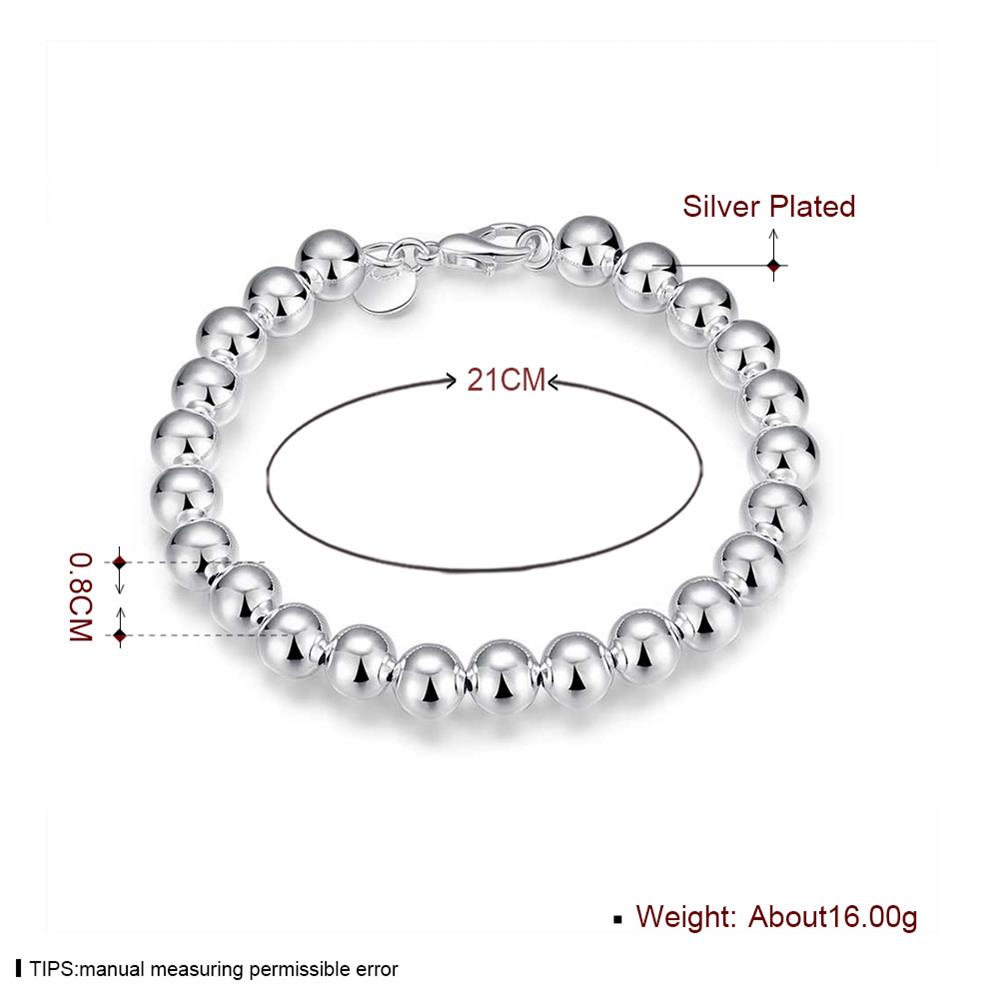 Silver Plated
21CM
0.8CM
Weight: About16.00g
TIPS:manual measuring permissible error